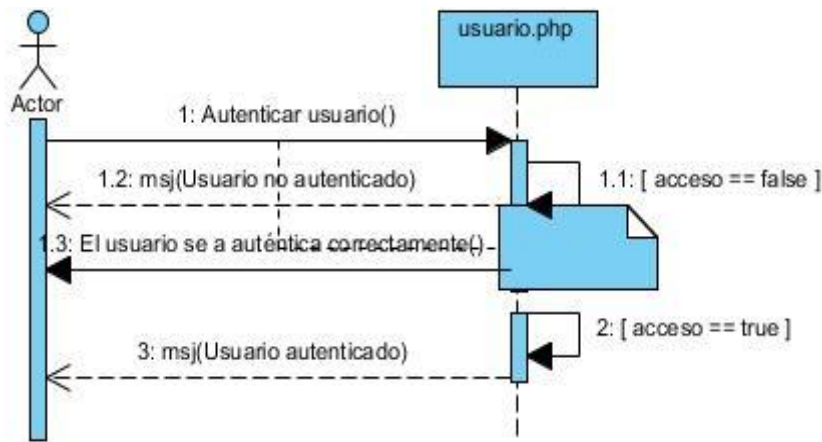 usuario.php
Actor
1: Autenticar usuario()
1.2: msj(Usuario no autenticado)
1.1: [ acceso == false ]
1.3: El usuario se a auténtica correctamente()
2: [ acceso == true ]
3: msj(Usuario autenticado)